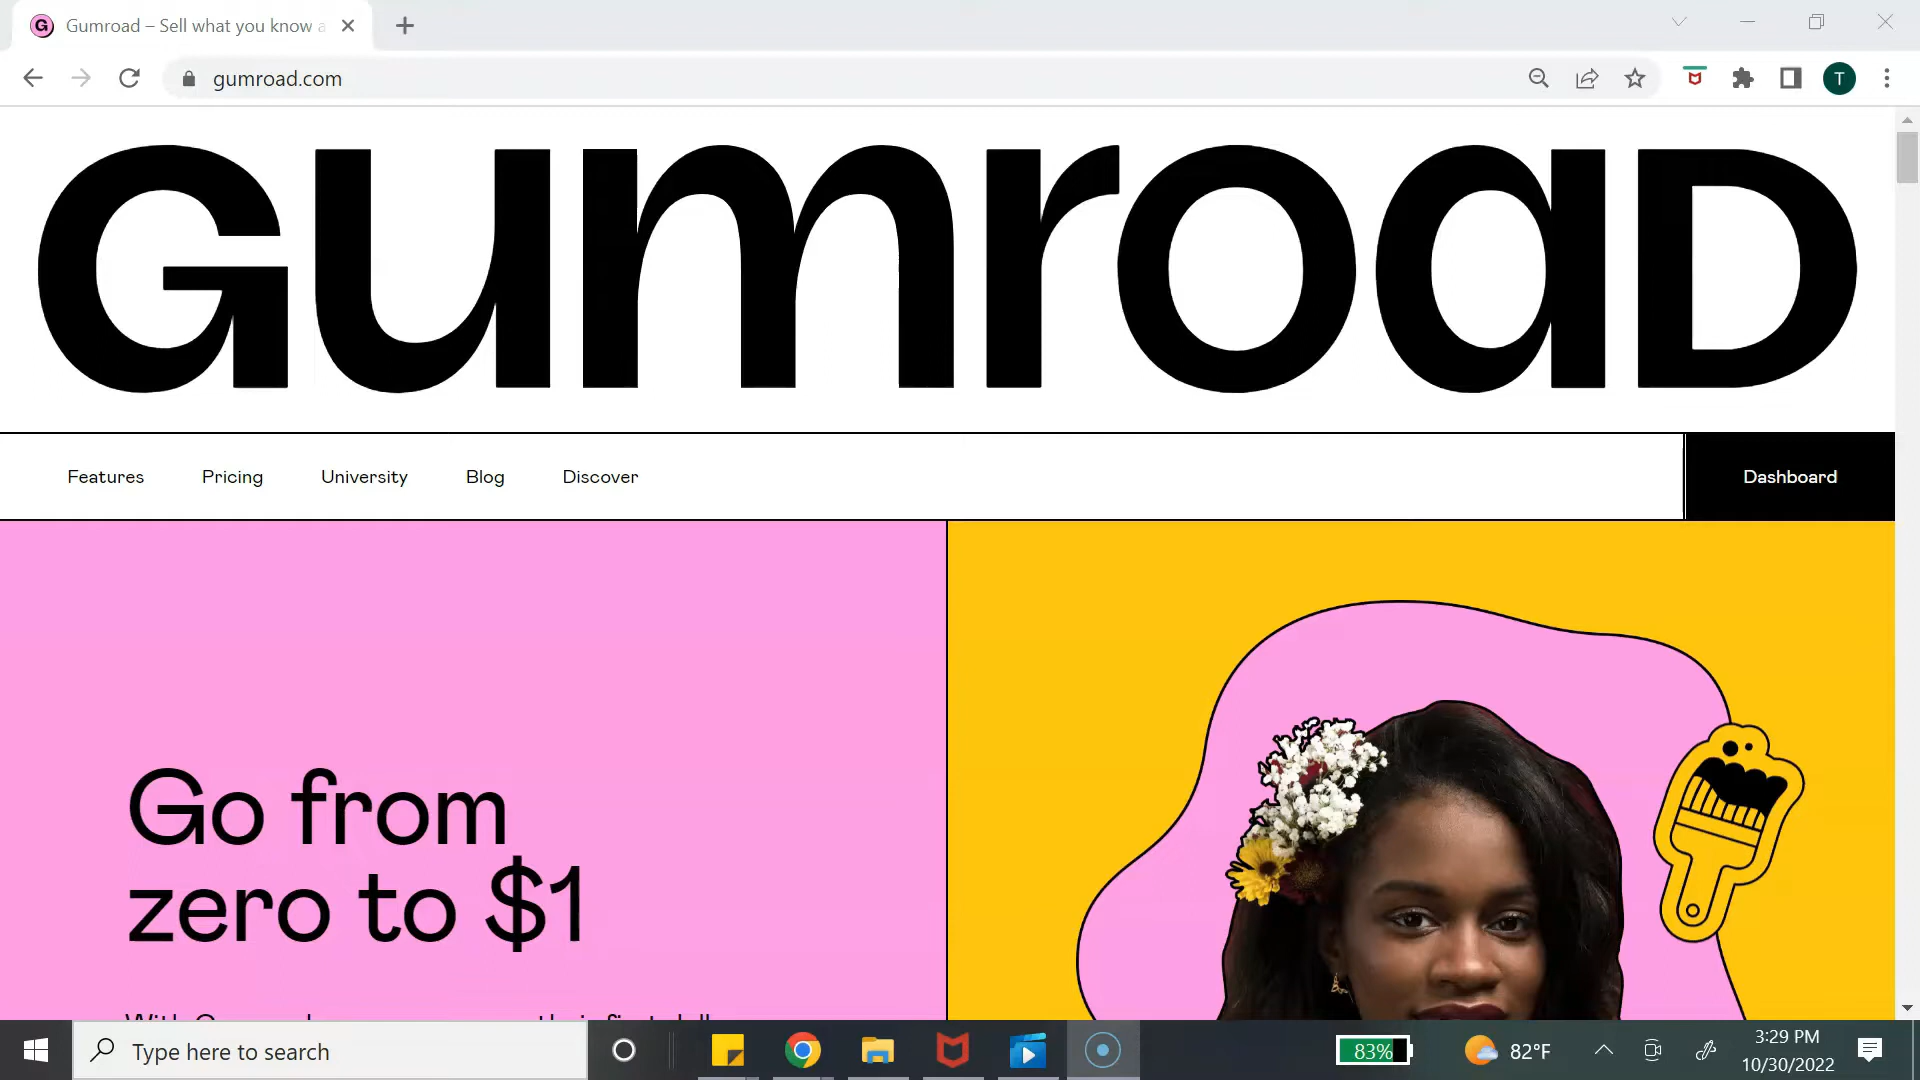 Gumroad – Sell what you know a
gumroad.com
T
Gumroad
Features Pricing University Blog Discover Dashboard
Go from
zero to $1
Type here to search
83%
82°F
3:29 PM
10/30/2022